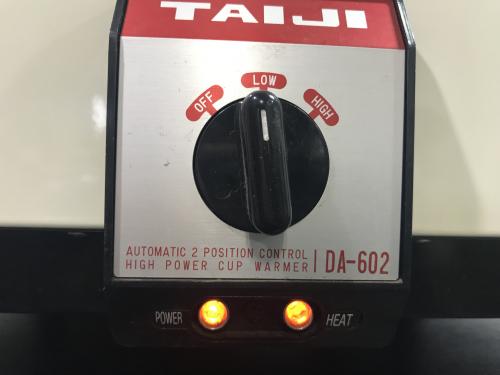 TAIJI
OFF
LOW
HIGH
AUTOMATIC 2 POSITION CONTROL
HIGH POWER CUP WARMER
DA-602
POWER
HEAT